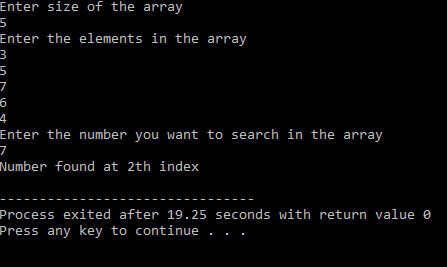 Enter size of the array
5
Enter the elements in the array
3
5
7
6
4
Enter the number you want to search in the array
7
Number found at 2th index
--------------------------------
Process exited after 19.25 seconds with return value 0
Press any key to continue . . .